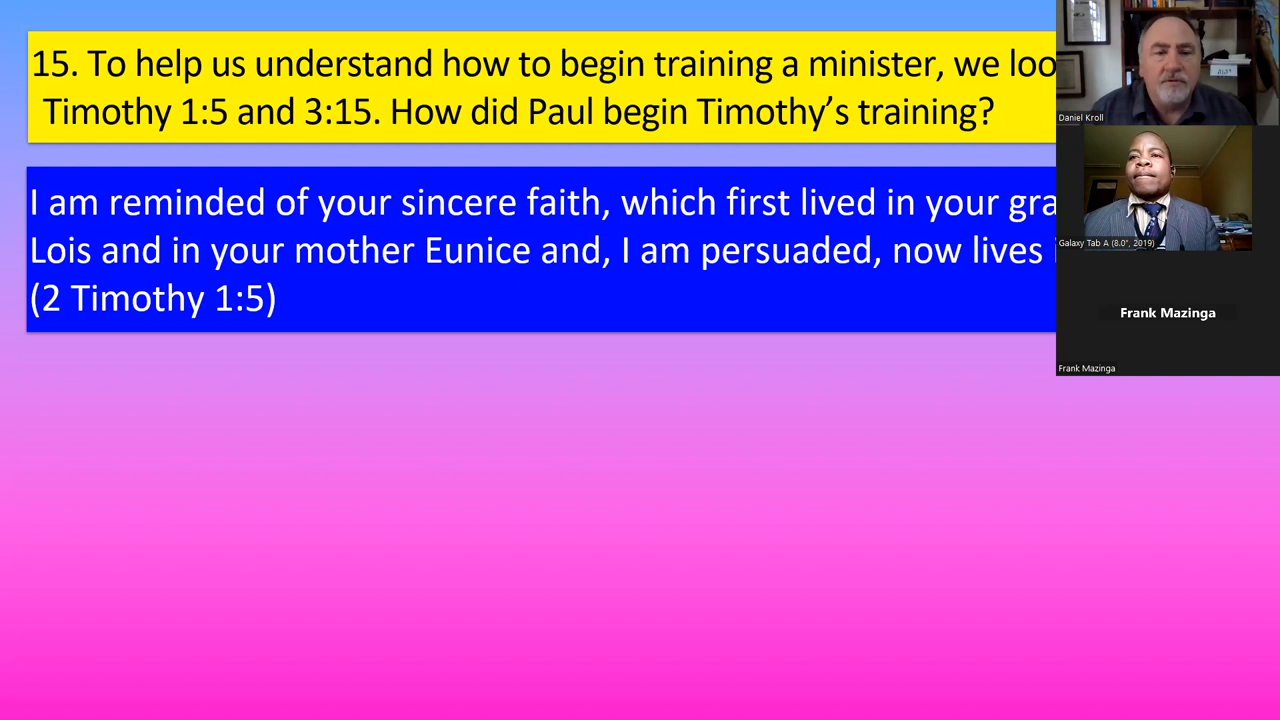 15. To help us understand how to begin training a minister, we loo
Timothy 1:5 and 3:15. How did Paul begin Timothy’s training?
I am reminded of your sincere faith, which first lived in your gra
Lois and in your mother Eunice and, I am persuaded, now lives
(2 Timothy 1:5)
Daniel Kroll
Galaxy Tab A (8.0", 2019)
Frank Mazinga
Frank Mazinga